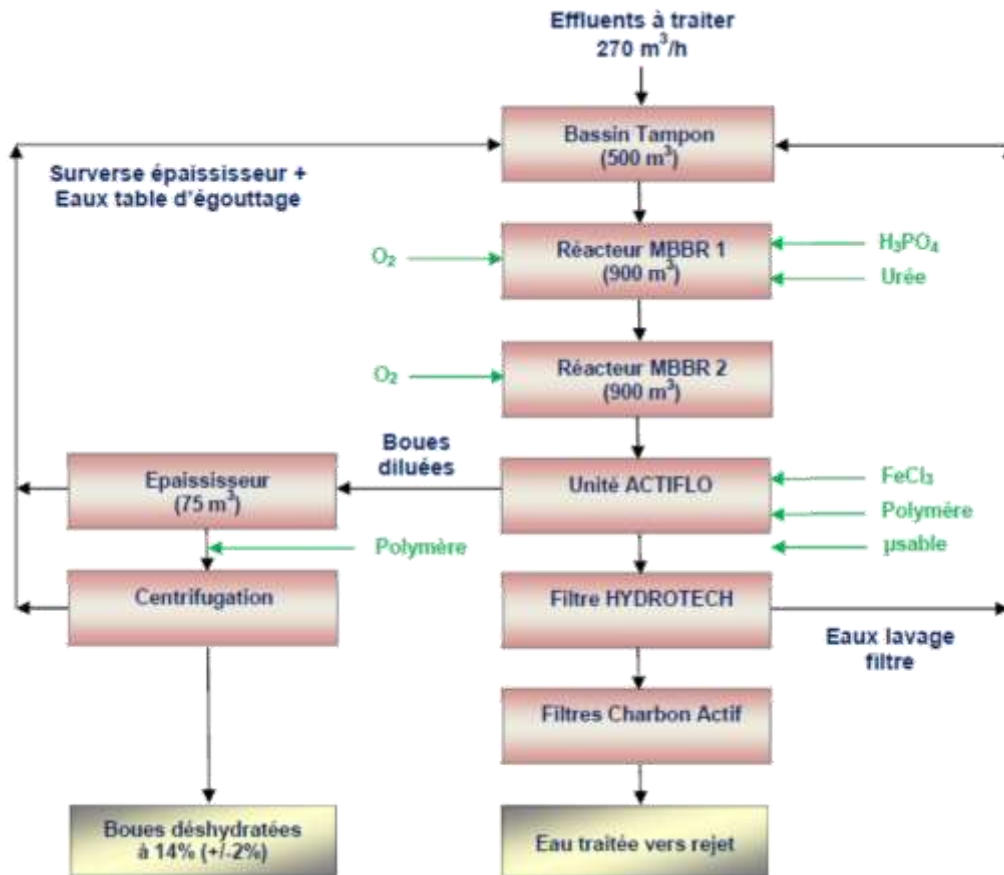 Effluents à traiter
270 m³/h
Bassin Tampon
(500 m³)
Surverse épaississeur +
Eaux table d'égouttage
O₂
Réacteur MBBR 1
(900 m³)
H₃PO₄
Urée
O₂
Réacteur MBBR 2
(900 m³)
Boues
diluées
Epaississeur
(75 m³)
Unité ACTIFLO
FeCl₃
Polymère
µsable
Polymère
Centrifugation
Filtre HYDROTECH
Eaux lavage
filtre
Filtres Charbon Actif
Boues déshydratées
à 14% (+/-2%)
Eau traitée vers rejet